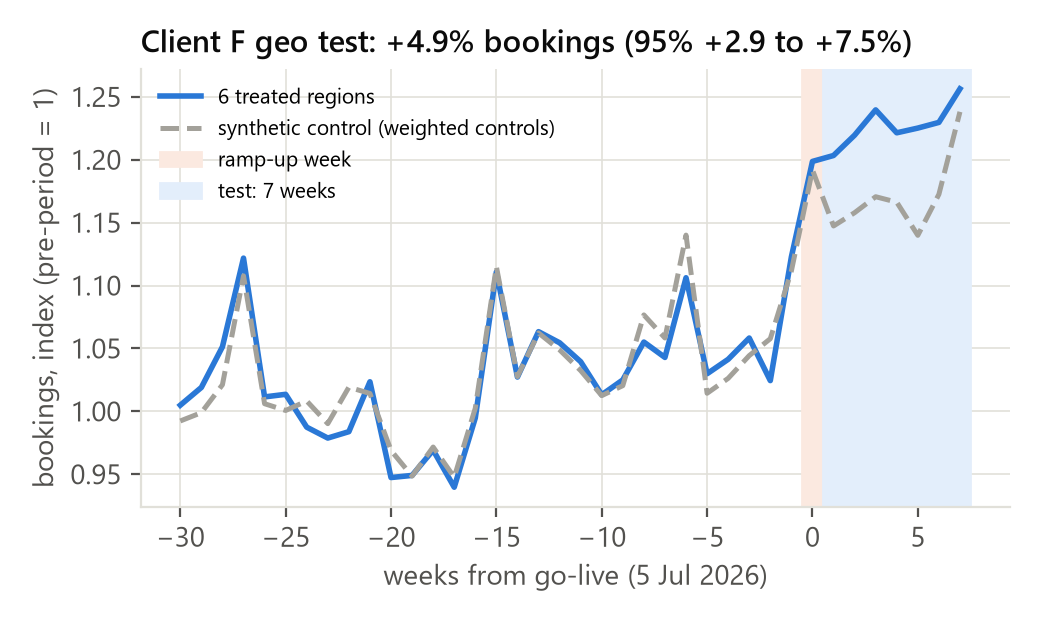 Client F geo test: +4.9% bookings (95% +2.9 to +7.5%)
bookings, index (pre-period = 1)
1.25
1.20
1.15
1.10
1.05
1.00
0.95
6 treated regions
synthetic control (weighted controls)
ramp-up week
test: 7 weeks
−30
−25
−20
−15
−10
−5
0
5
weeks from go-live (5 Jul 2026)